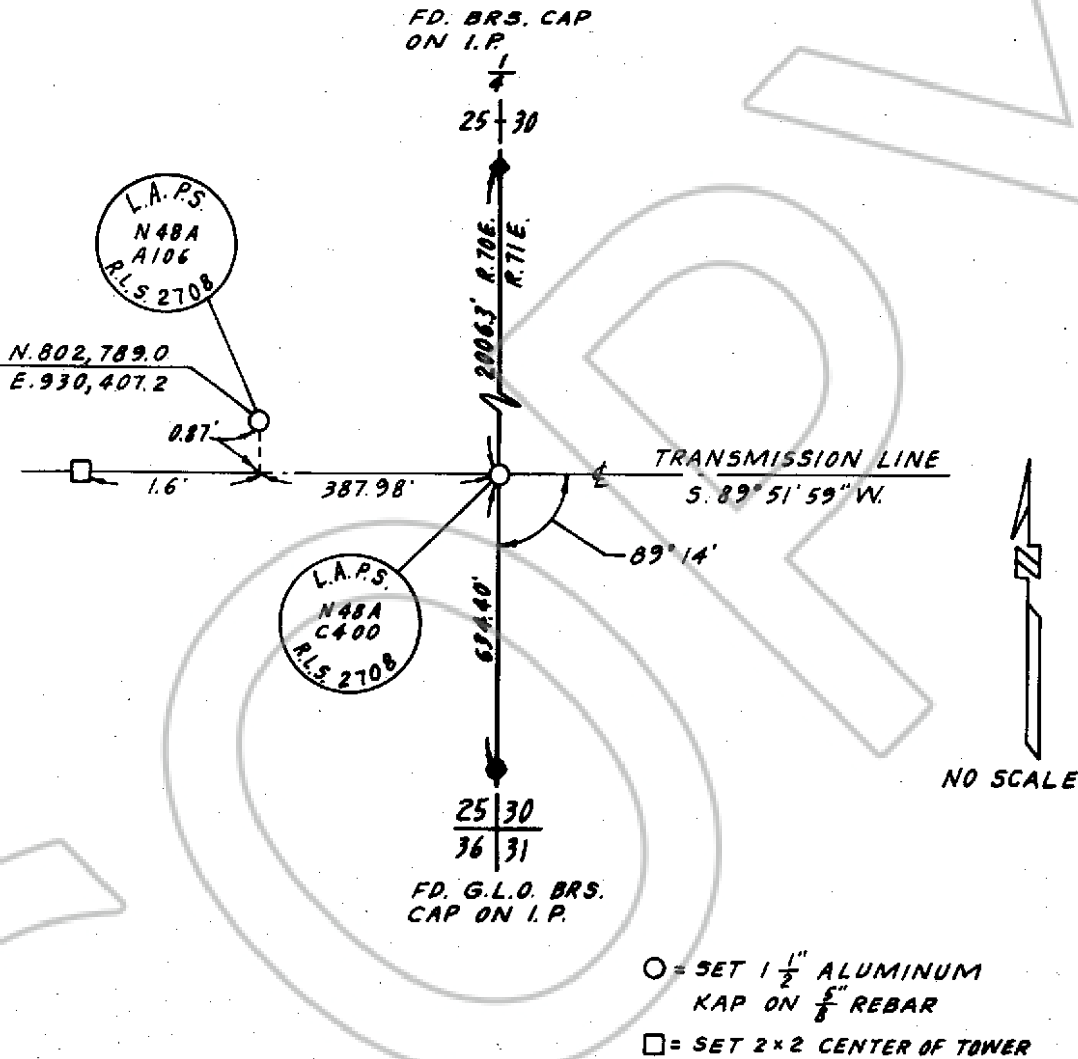 FD. BRS. CAP
ON I.P.
1/4
25 30
L.A.P.S.
N48A
A106
R.L.S. 2708
R.70E.
R.71E.
2006.3'
N.802,789.0
E.930,407.2
0.87'
TRANSMISSION LINE
1.6'
387.98'
℄
S. 89° 51' 59" W.
89° 14'
L.A.P.S.
N48A
C400
R.L.S. 2708
634.40'
NO SCALE
25 30
36 31
FD. G.L.O. BRS.
CAP ON I.P.
○ = SET 1 1/2" ALUMINUM
KAP ON 5/8" REBAR
□ = SET 2×2 CENTER OF TOWER
COPY